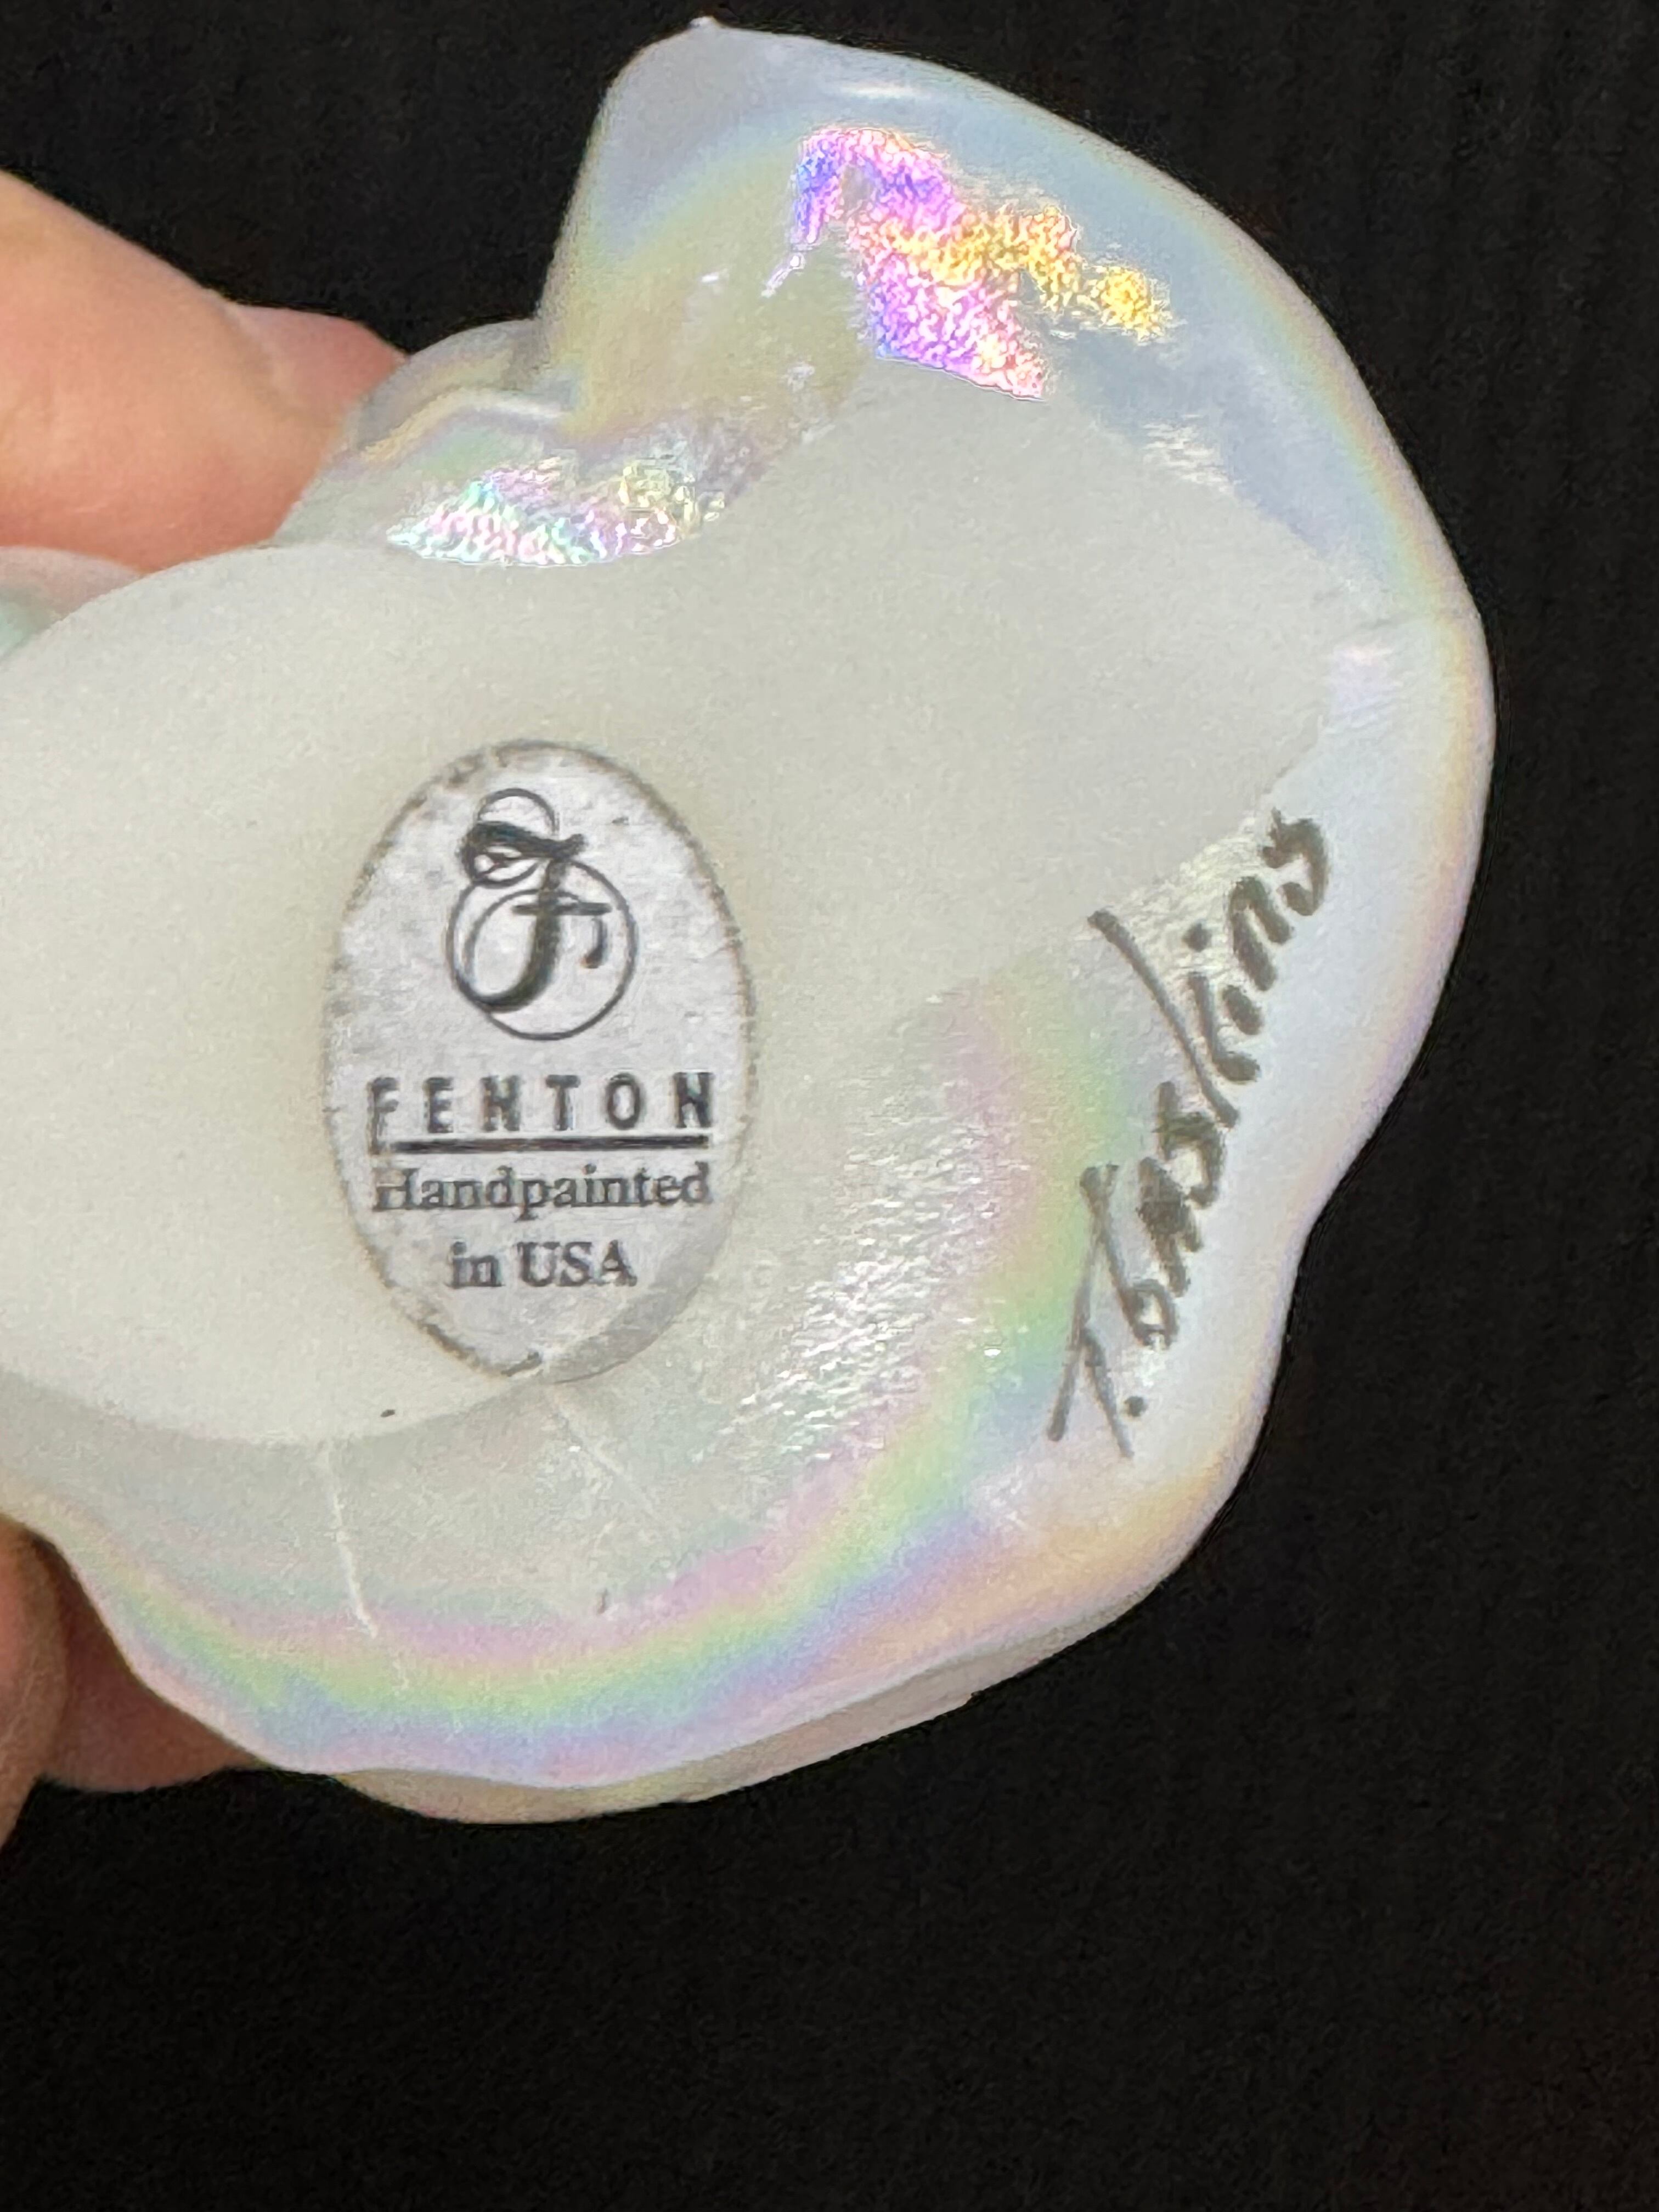 F
FENTON
Handpainted
in USA